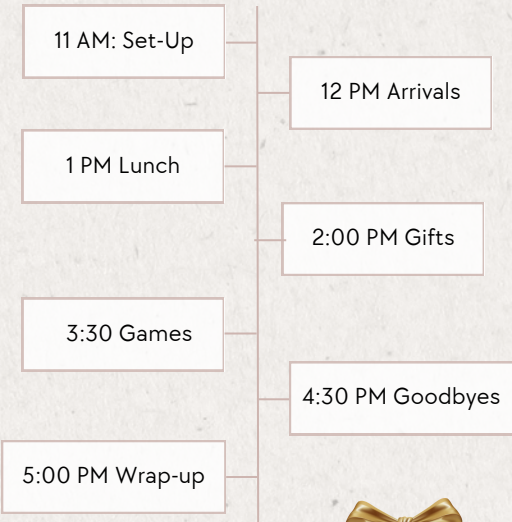 11 AM: Set-Up
12 PM Arrivals
1 PM Lunch
2:00 PM Gifts
3:30 Games
4:30 PM Goodbyes
5:00 PM Wrap-up